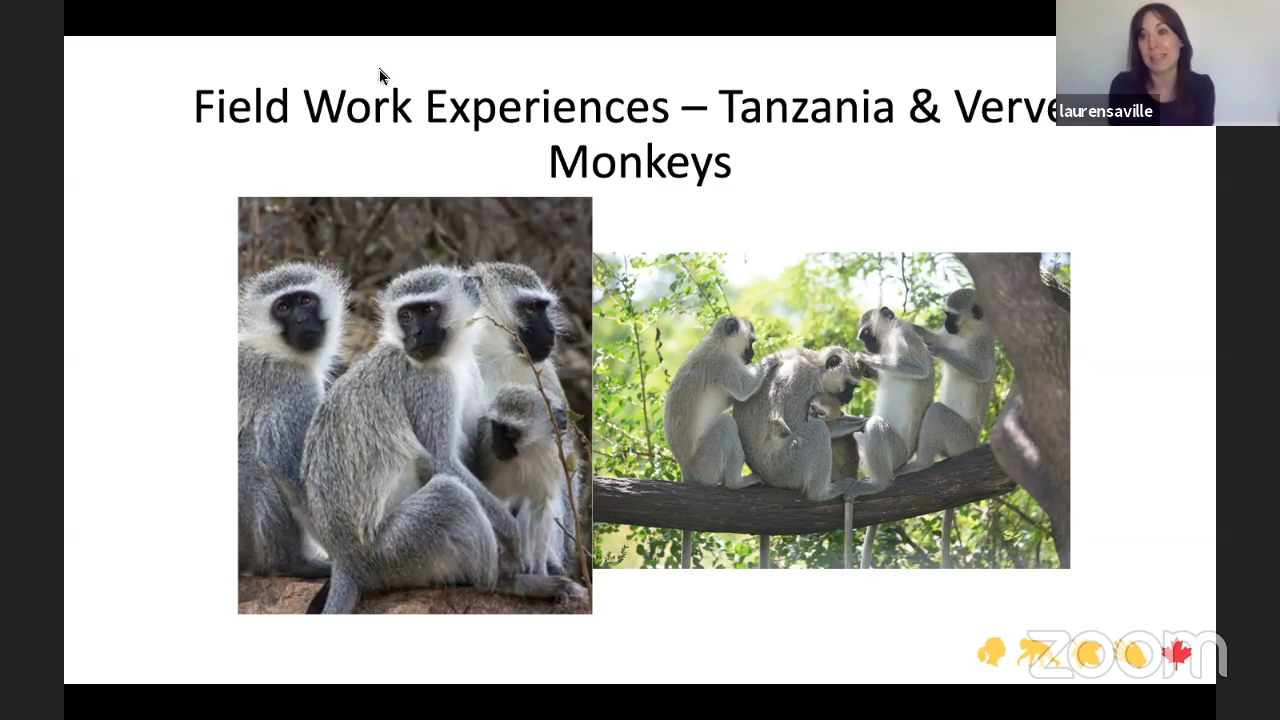 Field Work Experiences – Tanzania & Verve
Monkeys
laurensaville
zoom